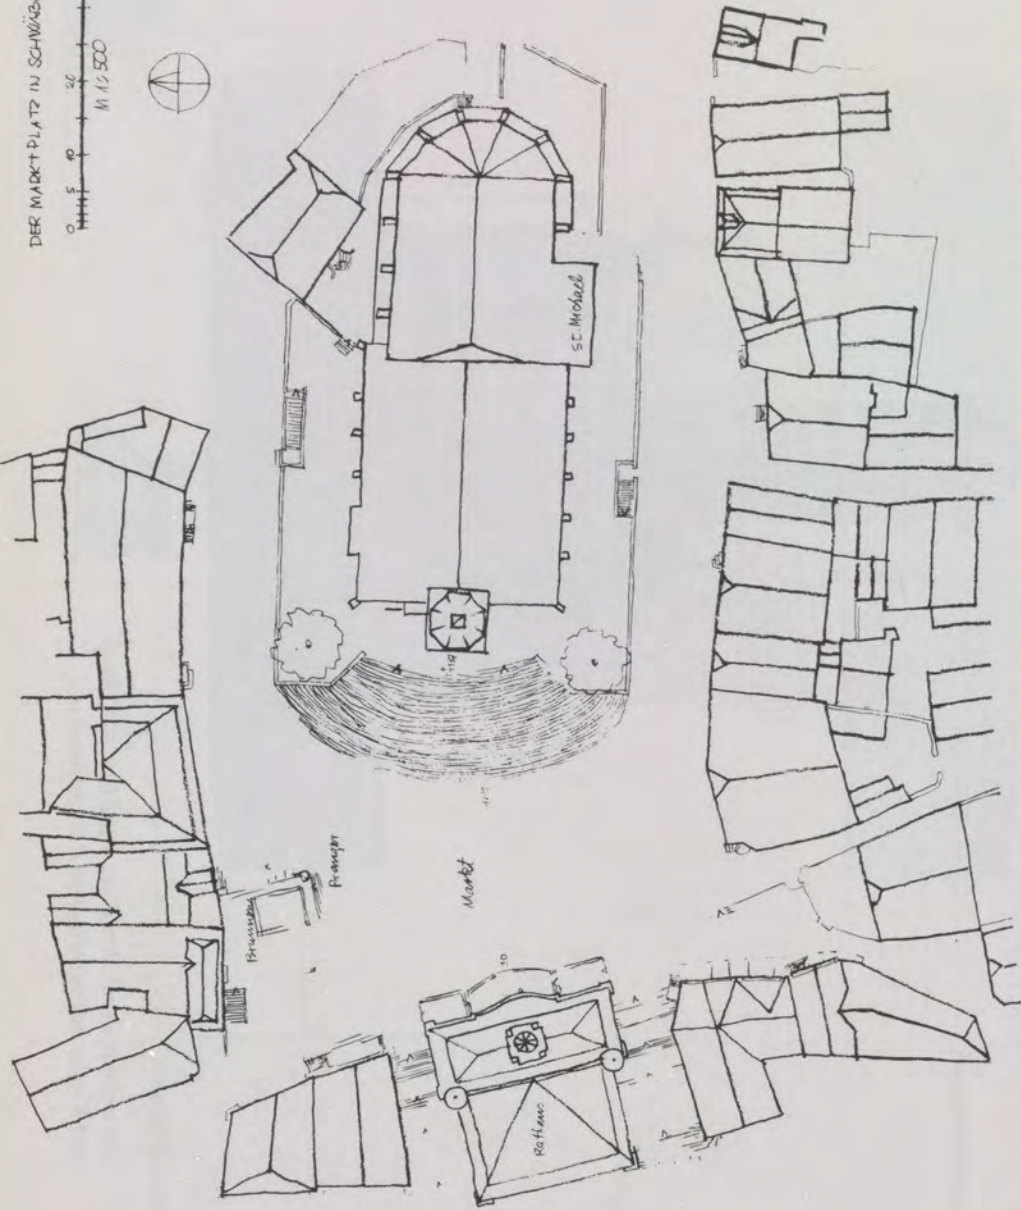 DER MARKTPLATZ IN SCHWÄB
0 5 10 20
M 1:500
St. Michael
Pranger
Brunnen
Markt
Rathaus